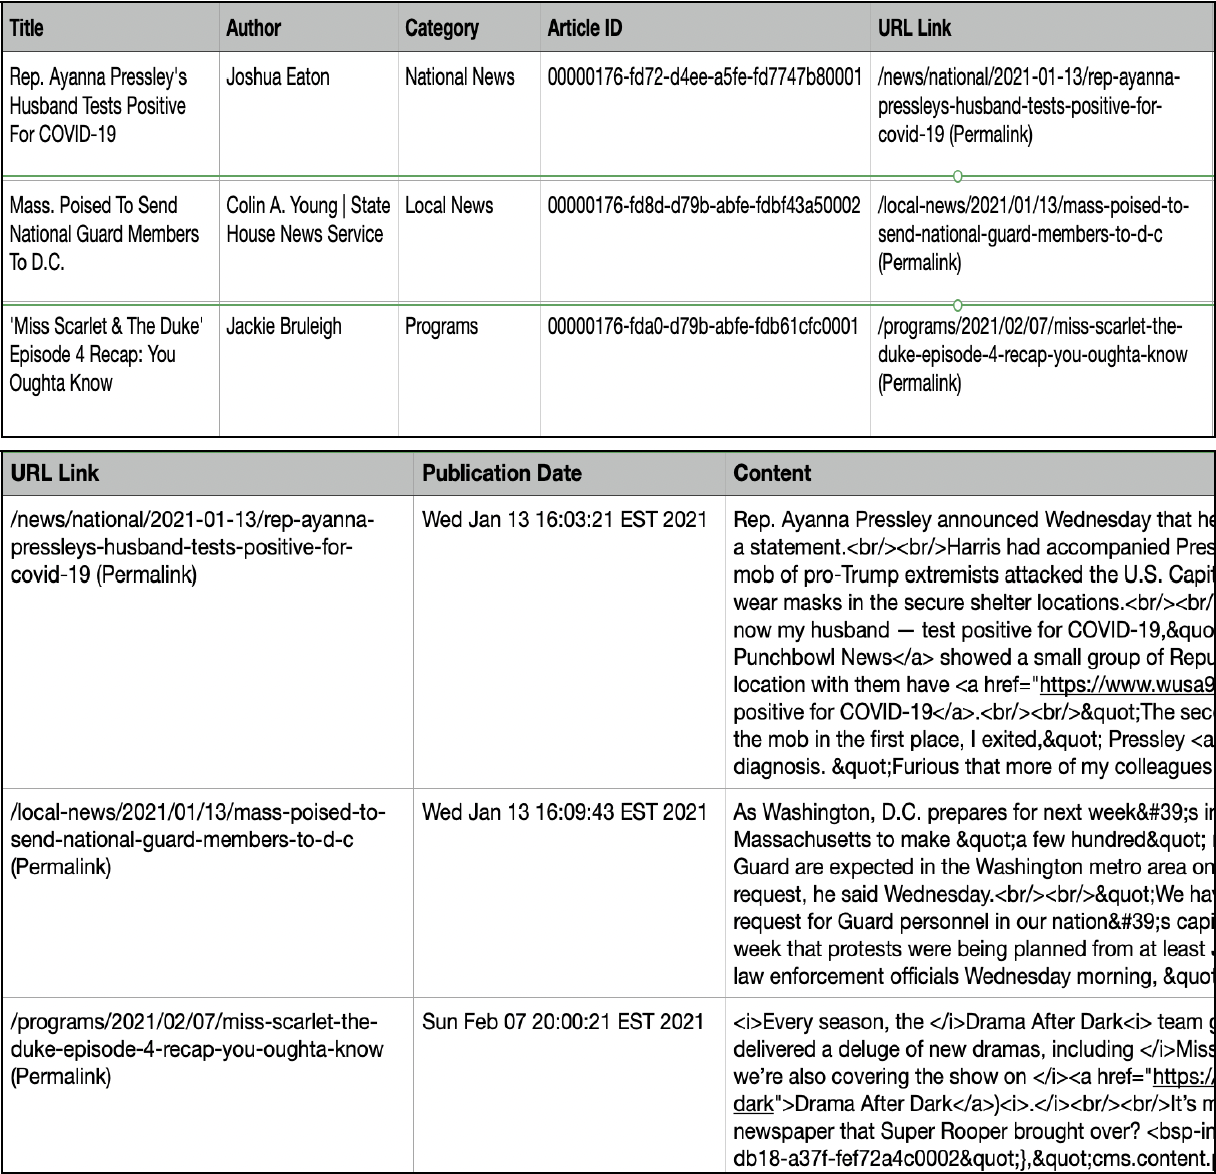 Title Author Category Article ID URL Link
Rep. Ayanna Pressley's Joshua Eaton National News 00000176-fd72-d4ee-a5fe-fd7747b80001 /news/national/2021-01-13/rep-ayanna-
Husband Tests Positive pressleys-husband-tests-positive-for-
For COVID-19 covid-19 (Permalink)
Mass. Poised To Send Colin A. Young | State Local News 00000176-fd8d-d79b-abfe-fdbf43a50002 /local-news/2021/01/13/mass-poised-to-
National Guard Members House News Service send-national-guard-members-to-d-c
To D.C. (Permalink)
'Miss Scarlet & The Duke' Jackie Bruleigh Programs 00000176-fda0-d79b-abfe-fdb61cfc0001 /programs/2021/02/07/miss-scarlet-the-
Episode 4 Recap: You duke-episode-4-recap-you-oughta-know
Oughta Know (Permalink)
URL Link Publication Date Content
/news/national/2021-01-13/rep-ayanna- Wed Jan 13 16:03:21 EST 2021 Rep. Ayanna Pressley announced Wednesday that he
pressleys-husband-tests-positive-for- a statement.<br/><br/>Harris had accompanied Pres
covid-19 (Permalink) mob of pro-Trump extremists attacked the U.S. Capit
wear masks in the secure shelter locations.<br/><br/
now my husband — test positive for COVID-19,&quo
Punchbowl News</a> showed a small group of Repu
location with them have <a href="https://www.wusa9
positive for COVID-19</a>.<br/><br/>&quot;The sec
the mob in the first place, I exited,&quot; Pressley <a
diagnosis. &quot;Furious that more of my colleagues
/local-news/2021/01/13/mass-poised-to- Wed Jan 13 16:09:43 EST 2021 As Washington, D.C. prepares for next week&#39;s in
send-national-guard-members-to-d-c Massachusetts to make &quot;a few hundred&quot;
(Permalink) Guard are expected in the Washington metro area on
request, he said Wednesday.<br/><br/>&quot;We hav
request for Guard personnel in our nation&#39;s capi
week that protests were being planned from at least
law enforcement officials Wednesday morning, &quot
/programs/2021/02/07/miss-scarlet-the- Sun Feb 07 20:00:21 EST 2021 <i>Every season, the </i>Drama After Dark<i> team g
duke-episode-4-recap-you-oughta-know delivered a deluge of new dramas, including </i>Miss
(Permalink) we're also covering the show on </i><a href="https:/
dark">Drama After Dark</a>)<i>.</i><br/><br/>It's m
newspaper that Super Rooper brought over? <bsp-in
db18-a37f-fef72a4c0002&quot;},&quot;cms.content.